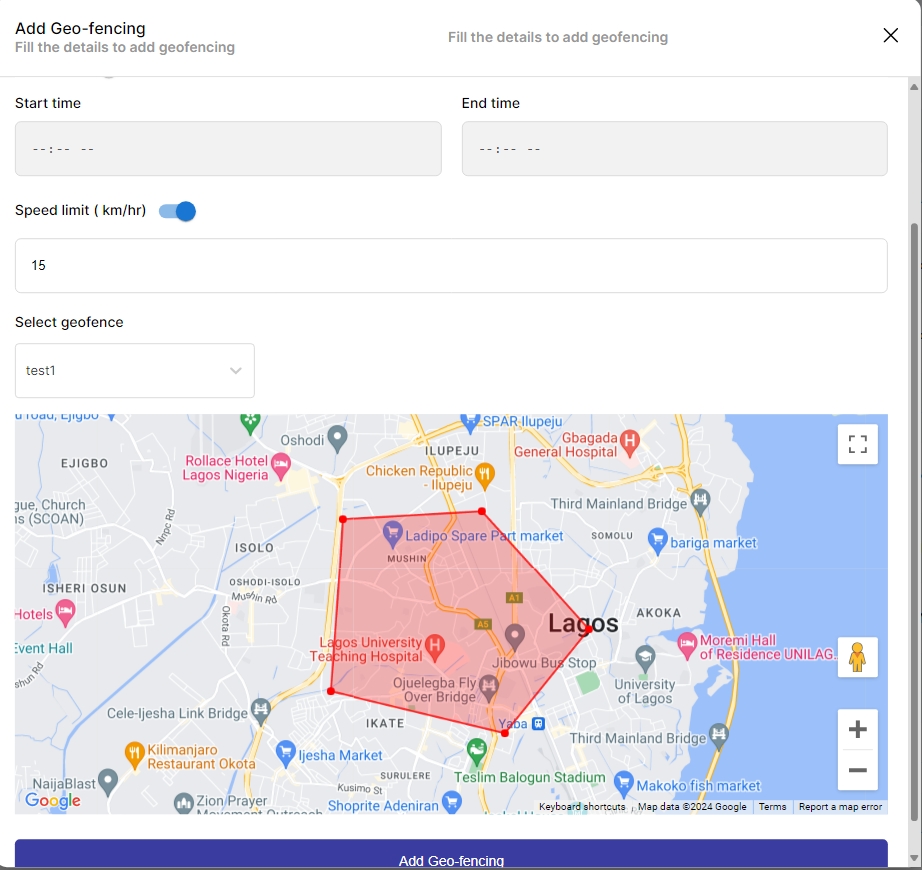 Add Geo-fencing
Fill the details to add geofencing
Fill the details to add geofencing
Start time
End time
--:-- --
--:-- --
Speed limit ( km/hr)
15
Select geofence
test1
d road, Ejigbo
SPAR Ilupeju
Oshodi
Gbagada
General Hospital
ILUPEJU
EJIGBO
Rollace Hotel
Lagos Nigeria
Chicken Republic
- Ilupeju
Third Mainland Bridge
gue, Church
ns (SCOAN)
Nnpc Rd
Ladipo Spare Part market
SOMOLU
bariga market
ISOLO
MUSHIN
ISHERI OSUN
OSHODI-ISOLO
Mushin Rd
A1
Hotels
Okota Rd
AKOKA
A5
Lagos
Event Hall
Lagos University
Teaching Hospital
Moremi Hall
of Residence UNILAG
Jibowu Bus Stop
shun Rd
Ojuelegba Fly
Over Bridge
University
of Lagos
Cele-Ijesha Link Bridge
IKATE
Yaba
Third Mainland Bridge
Kilimanjaro
Restaurant Okota
Ijesha Market
SURULERE
Teslim Balogun Stadium
NaijaBlast
Kusimo St
Makoko fish market
Google
Zion Prayer
Movement Outreach
Shoprite Adeniran
Keyboard shortcuts
Map data ©2024 Google
Terms
Report a map error
Add Geo-fencing